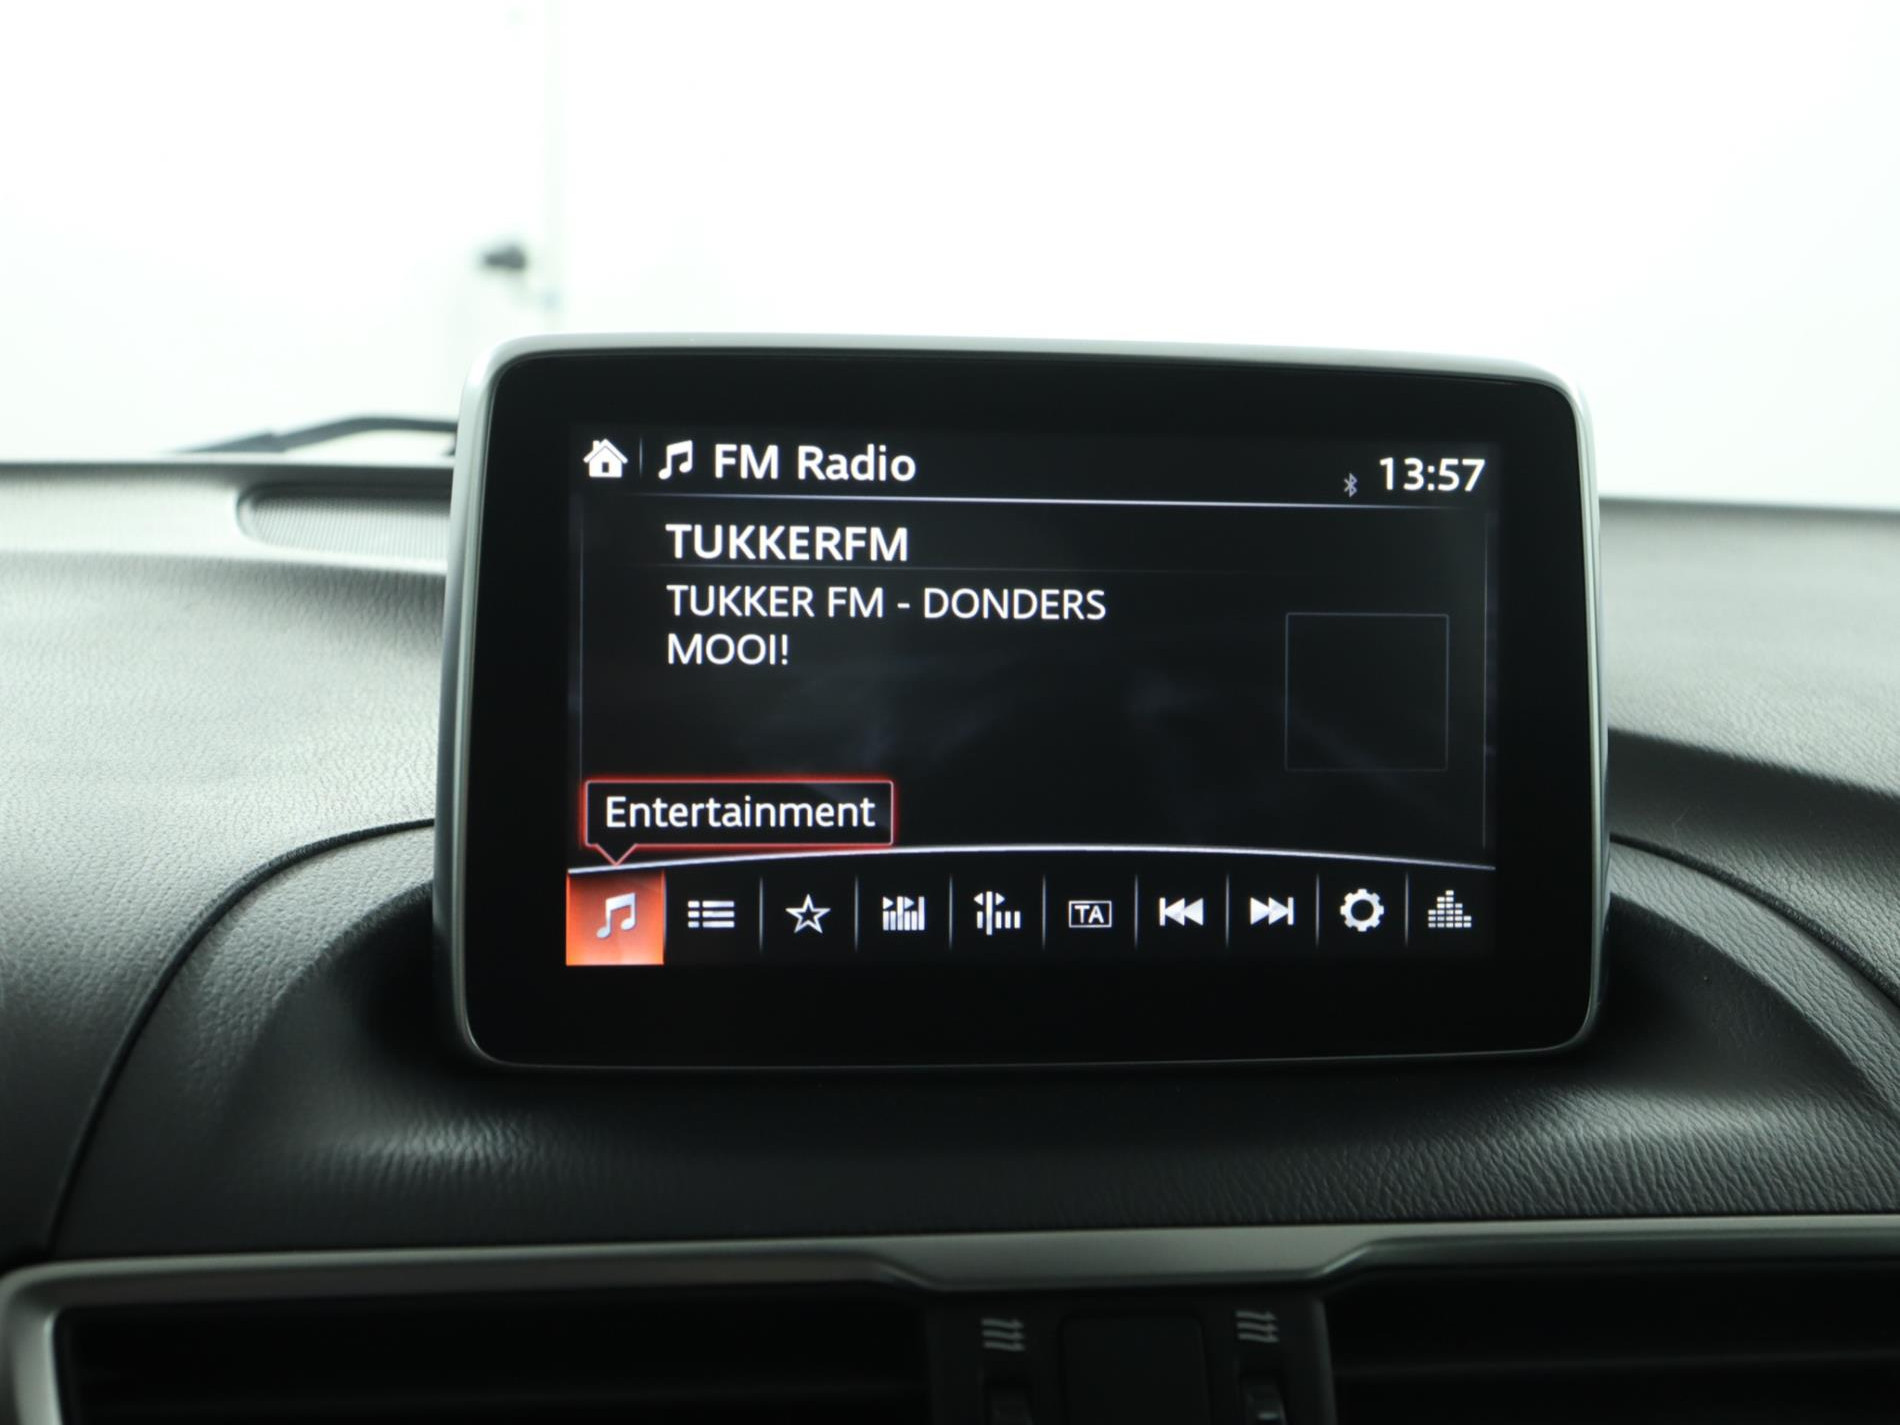 FM Radio
13:57
TUKKERFM
TUKKER FM - DONDERS
MOOI!
Entertainment
TA